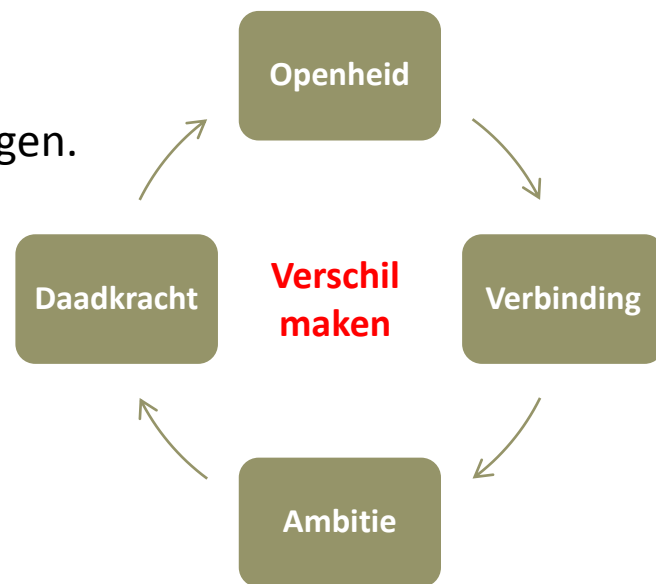 Openheid
gen.
Daadkracht
Verschil
maken
Verbinding
Ambitie